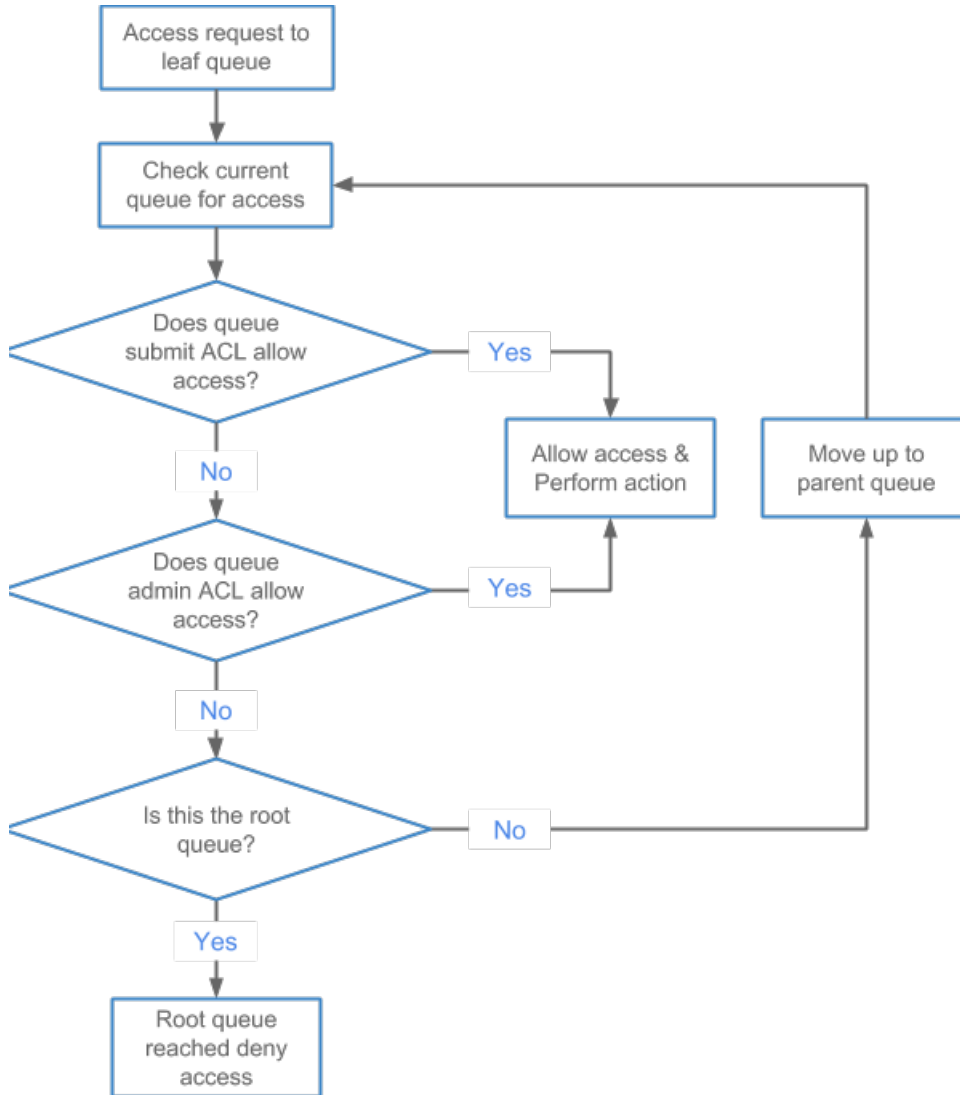 Access request to
leaf queue
Check current
queue for access
Does queue
submit ACL allow
access?
Yes
Allow access &
Perform action
Move up to
parent queue
No
Does queue
admin ACL allow
access?
Yes
No
Is this the root
queue?
No
Yes
Root queue
reached deny
access